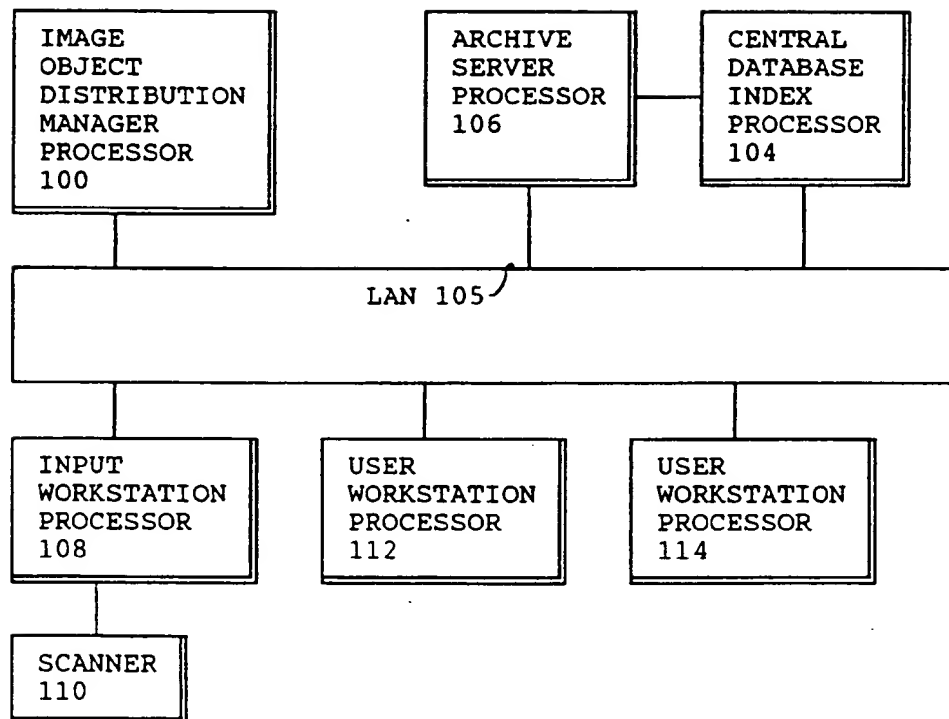 IMAGE
OBJECT
DISTRIBUTION
MANAGER
PROCESSOR
100
ARCHIVE
SERVER
PROCESSOR
106
CENTRAL
DATABASE
INDEX
PROCESSOR
104
LAN 105
INPUT
WORKSTATION
PROCESSOR
108
USER
WORKSTATION
PROCESSOR
112
USER
WORKSTATION
PROCESSOR
114
SCANNER
110